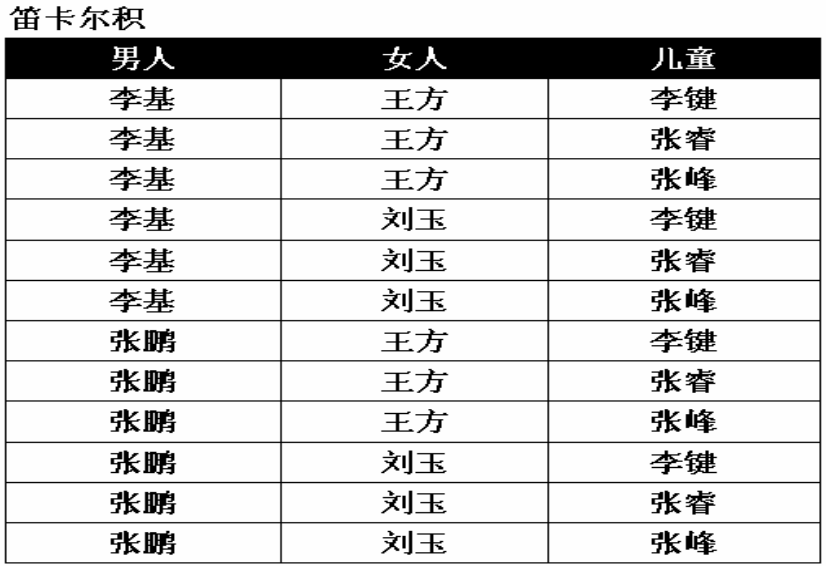 笛卡尔积
男人 女人 儿童
李基 王方 李键
李基 王方 张睿
李基 王方 张峰
李基 刘玉 李键
李基 刘玉 张睿
李基 刘玉 张峰
张鹏 王方 李键
张鹏 王方 张睿
张鹏 王方 张峰
张鹏 刘玉 李键
张鹏 刘玉 张睿
张鹏 刘玉 张峰